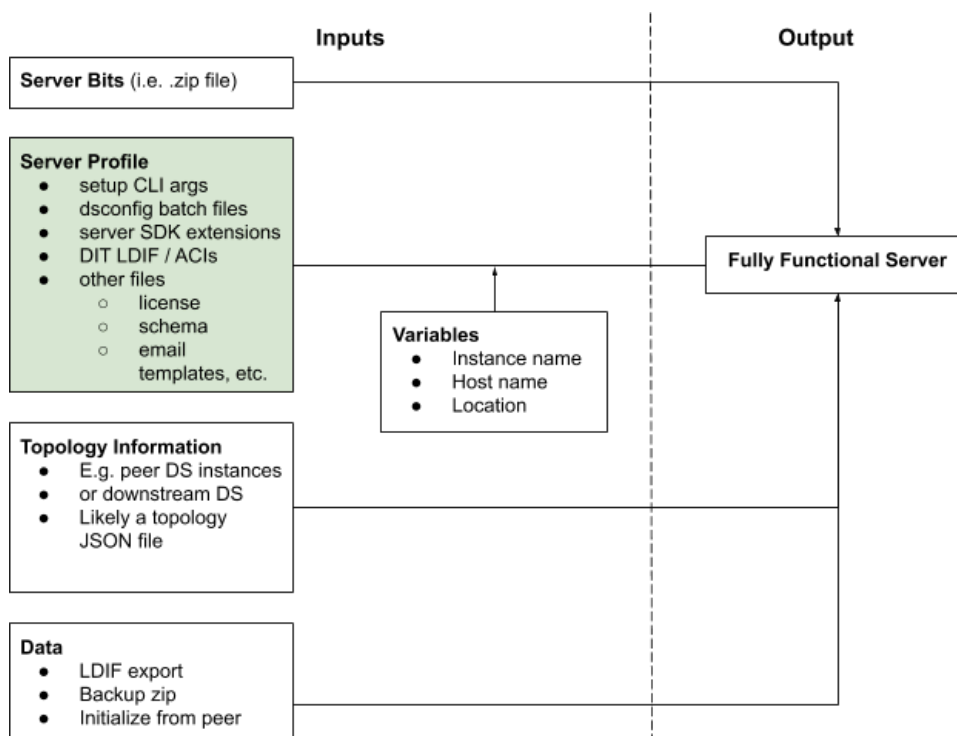 Inputs
Output
Server Bits (i.e. .zip file)
Server Profile
● setup CLI args
● dsconfig batch files
● server SDK extensions
● DIT LDIF / ACIs
● other files
○ license
○ schema
○ email
templates, etc.
Fully Functional Server
Variables
● Instance name
● Host name
● Location
Topology Information
● E.g. peer DS instances
● or downstream DS
● Likely a topology
JSON file
Data
● LDIF export
● Backup zip
● Initialize from peer